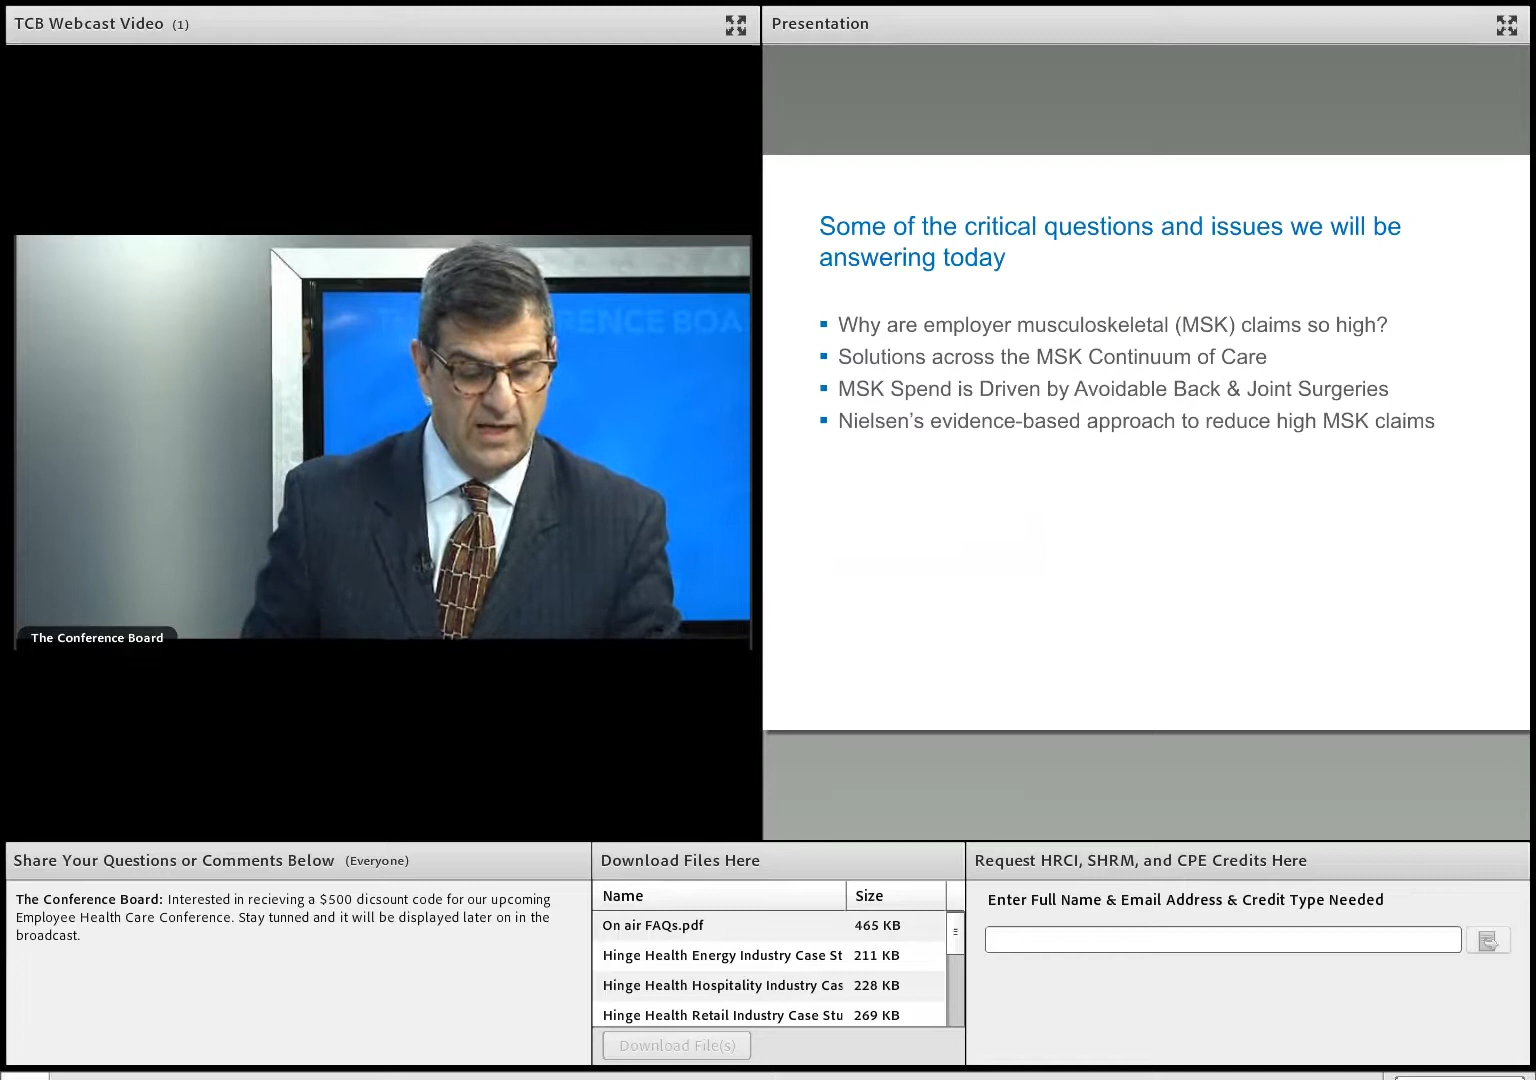 TCB Webcast Video (1)
Presentation
Some of the critical questions and issues we will be
answering today
Why are employer musculoskeletal (MSK) claims so high?
Solutions across the MSK Continuum of Care
MSK Spend is Driven by Avoidable Back & Joint Surgeries
Nielsen's evidence-based approach to reduce high MSK claims
The Conference Board
Share Your Questions or Comments Below (Everyone)
The Conference Board: Interested in recieving a $500 dicsount code for our upcoming
Employee Health Care Conference. Stay tunned and it will be displayed later on in the
broadcast.
Download Files Here
Name Size
On air FAQs.pdf 465 KB
Hinge Health Energy Industry Case St 211 KB
Hinge Health Hospitality Industry Cas 228 KB
Hinge Health Retail Industry Case Stu 269 KB
Download File(s)
Request HRCI, SHRM, and CPE Credits Here
Enter Full Name & Email Address & Credit Type Needed